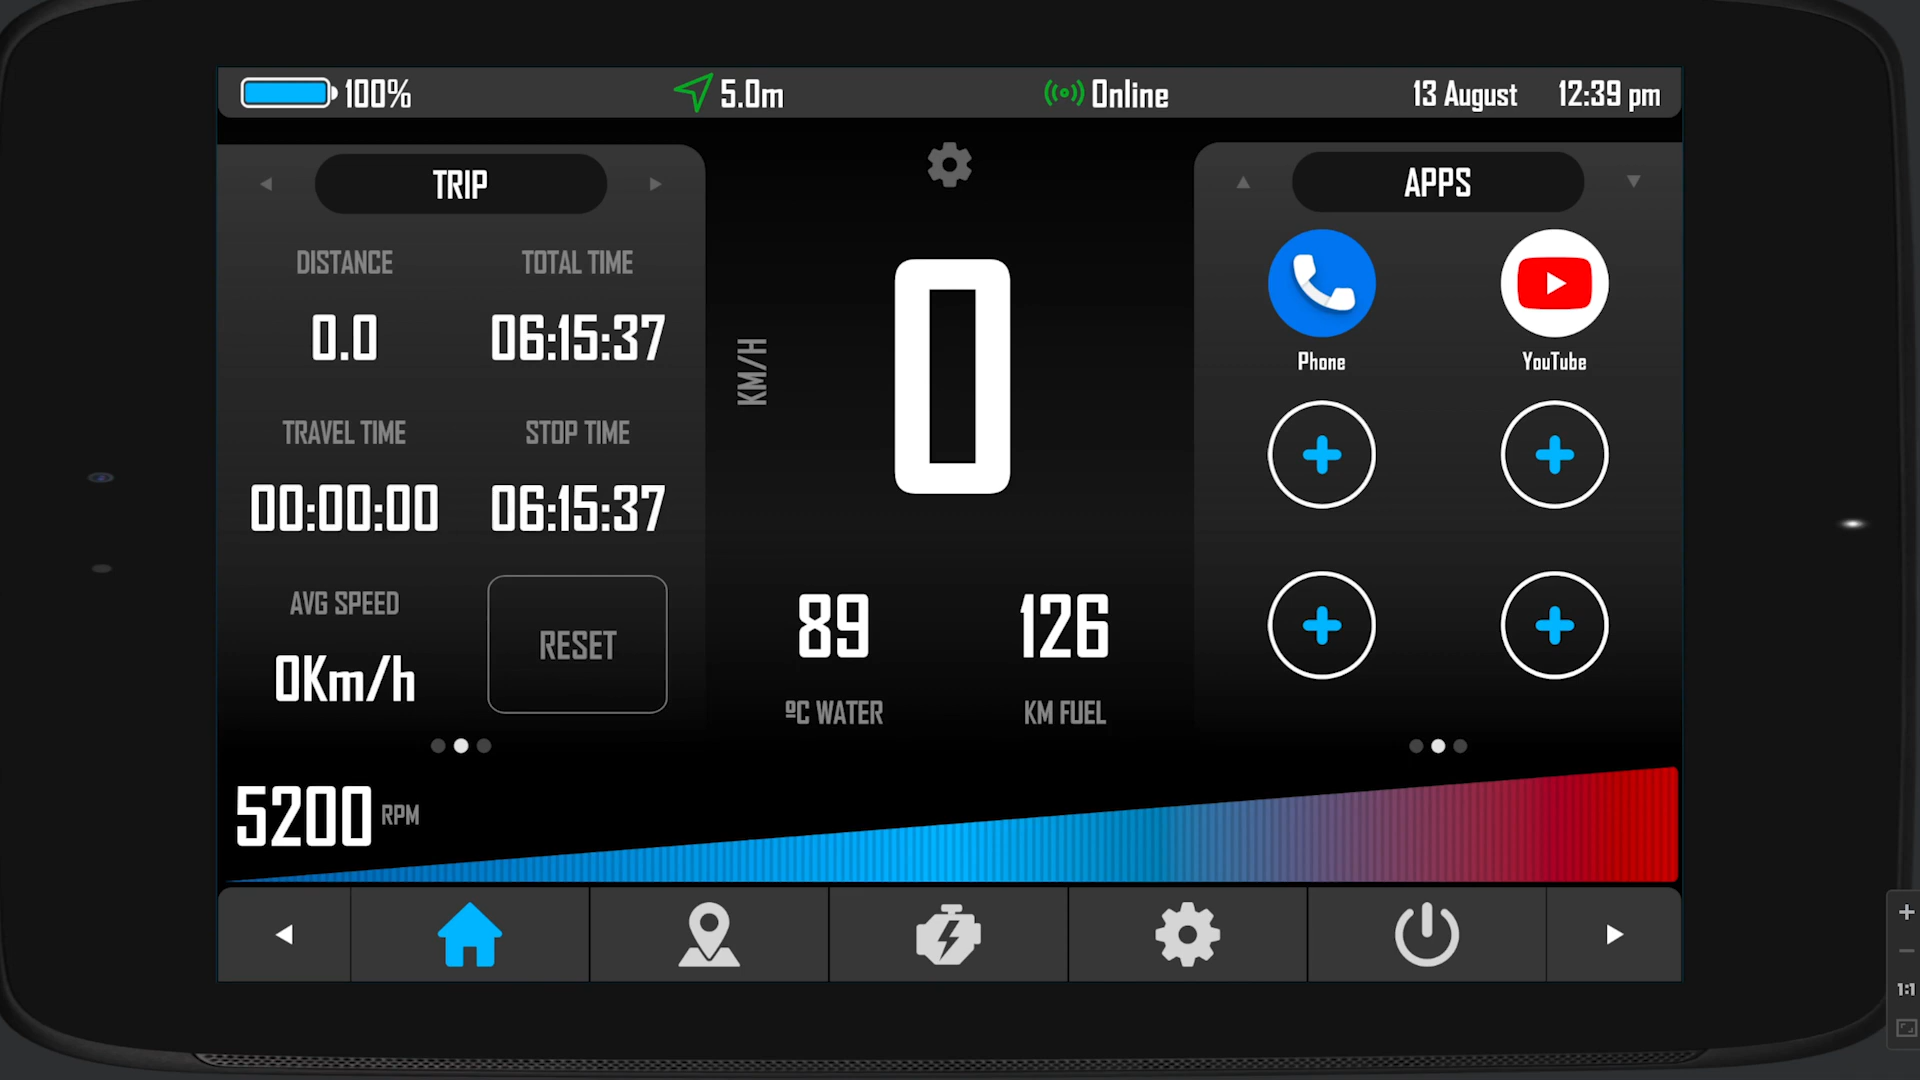 100%
5.0m
Online
13 August
12:39 pm
TRIP
DISTANCE
TOTAL TIME
0.0
06:15:37
TRAVEL TIME
STOP TIME
00:00:00
06:15:37
AVG SPEED
RESET
0Km/h
KM/H
0
89
126
ºC WATER
KM FUEL
APPS
Phone
YouTube
5200 RPM
1:1